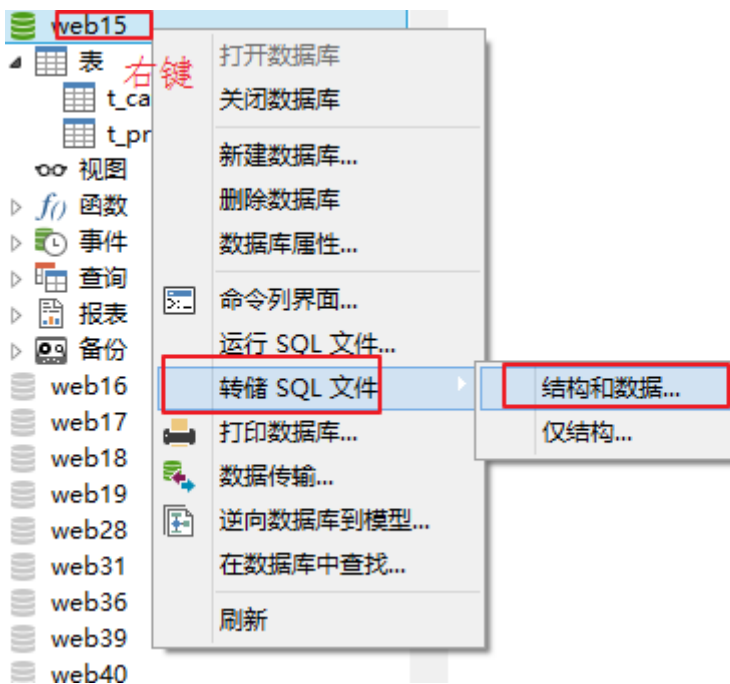 web15
表
t_ca
t_pr
视图
函数
事件
查询
报表
备份
web16
web17
web18
web19
web28
web31
web36
web39
web40
右键
打开数据库
关闭数据库
新建数据库...
删除数据库
数据库属性...
命令列界面...
运行 SQL 文件...
转储 SQL 文件
打印数据库...
数据传输...
逆向数据库到模型...
在数据库中查找...
刷新
结构和数据...
仅结构...